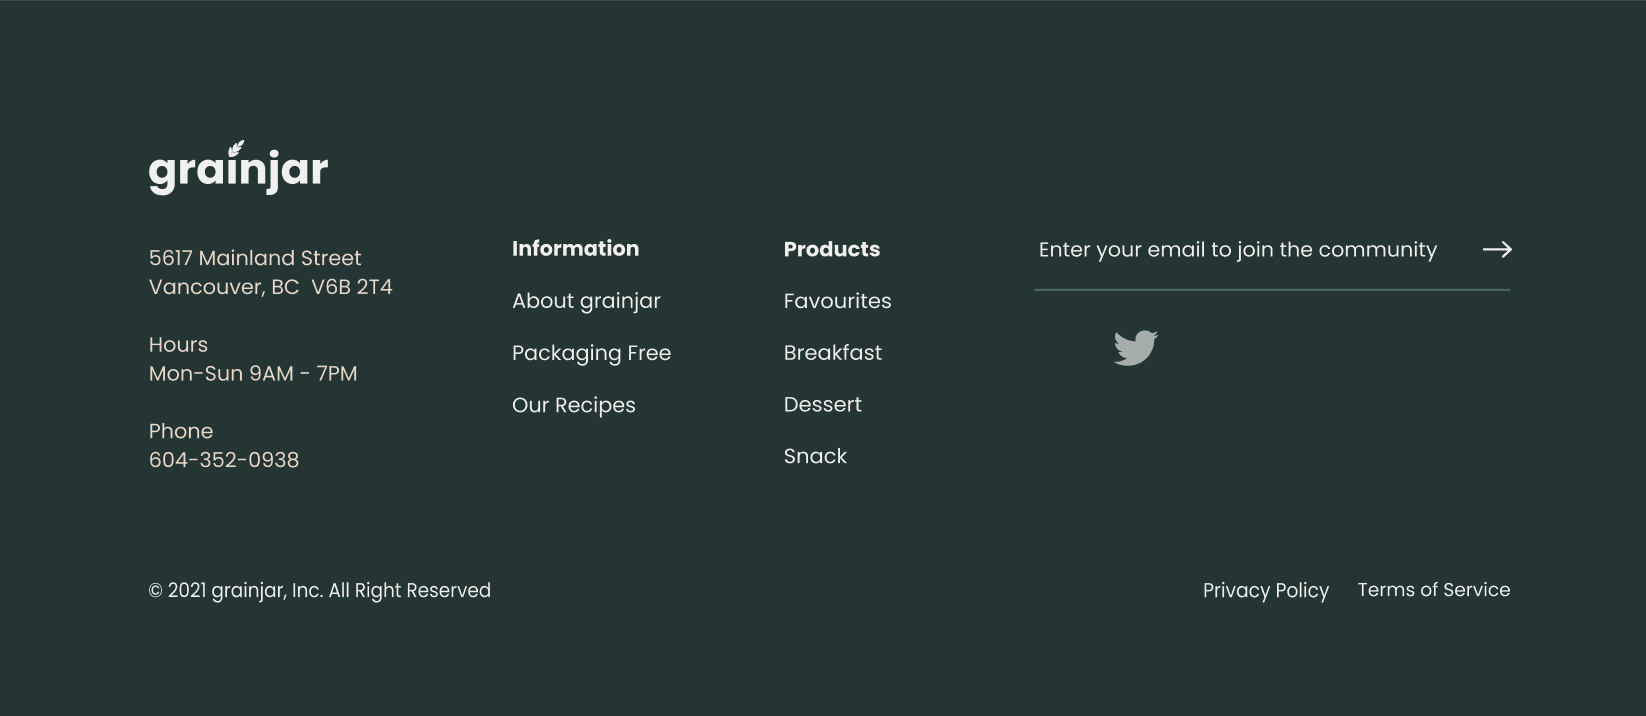 grainjar
5617 Mainland Street
Vancouver, BC  V6B 2T4
Hours
Mon-Sun 9AM - 7PM
Phone
604-352-0938
Information
About grainjar
Packaging Free
Our Recipes
Products
Favourites
Breakfast
Dessert
Snack
Enter your email to join the community
© 2021 grainjar, Inc. All Right Reserved
Privacy Policy
Terms of Service